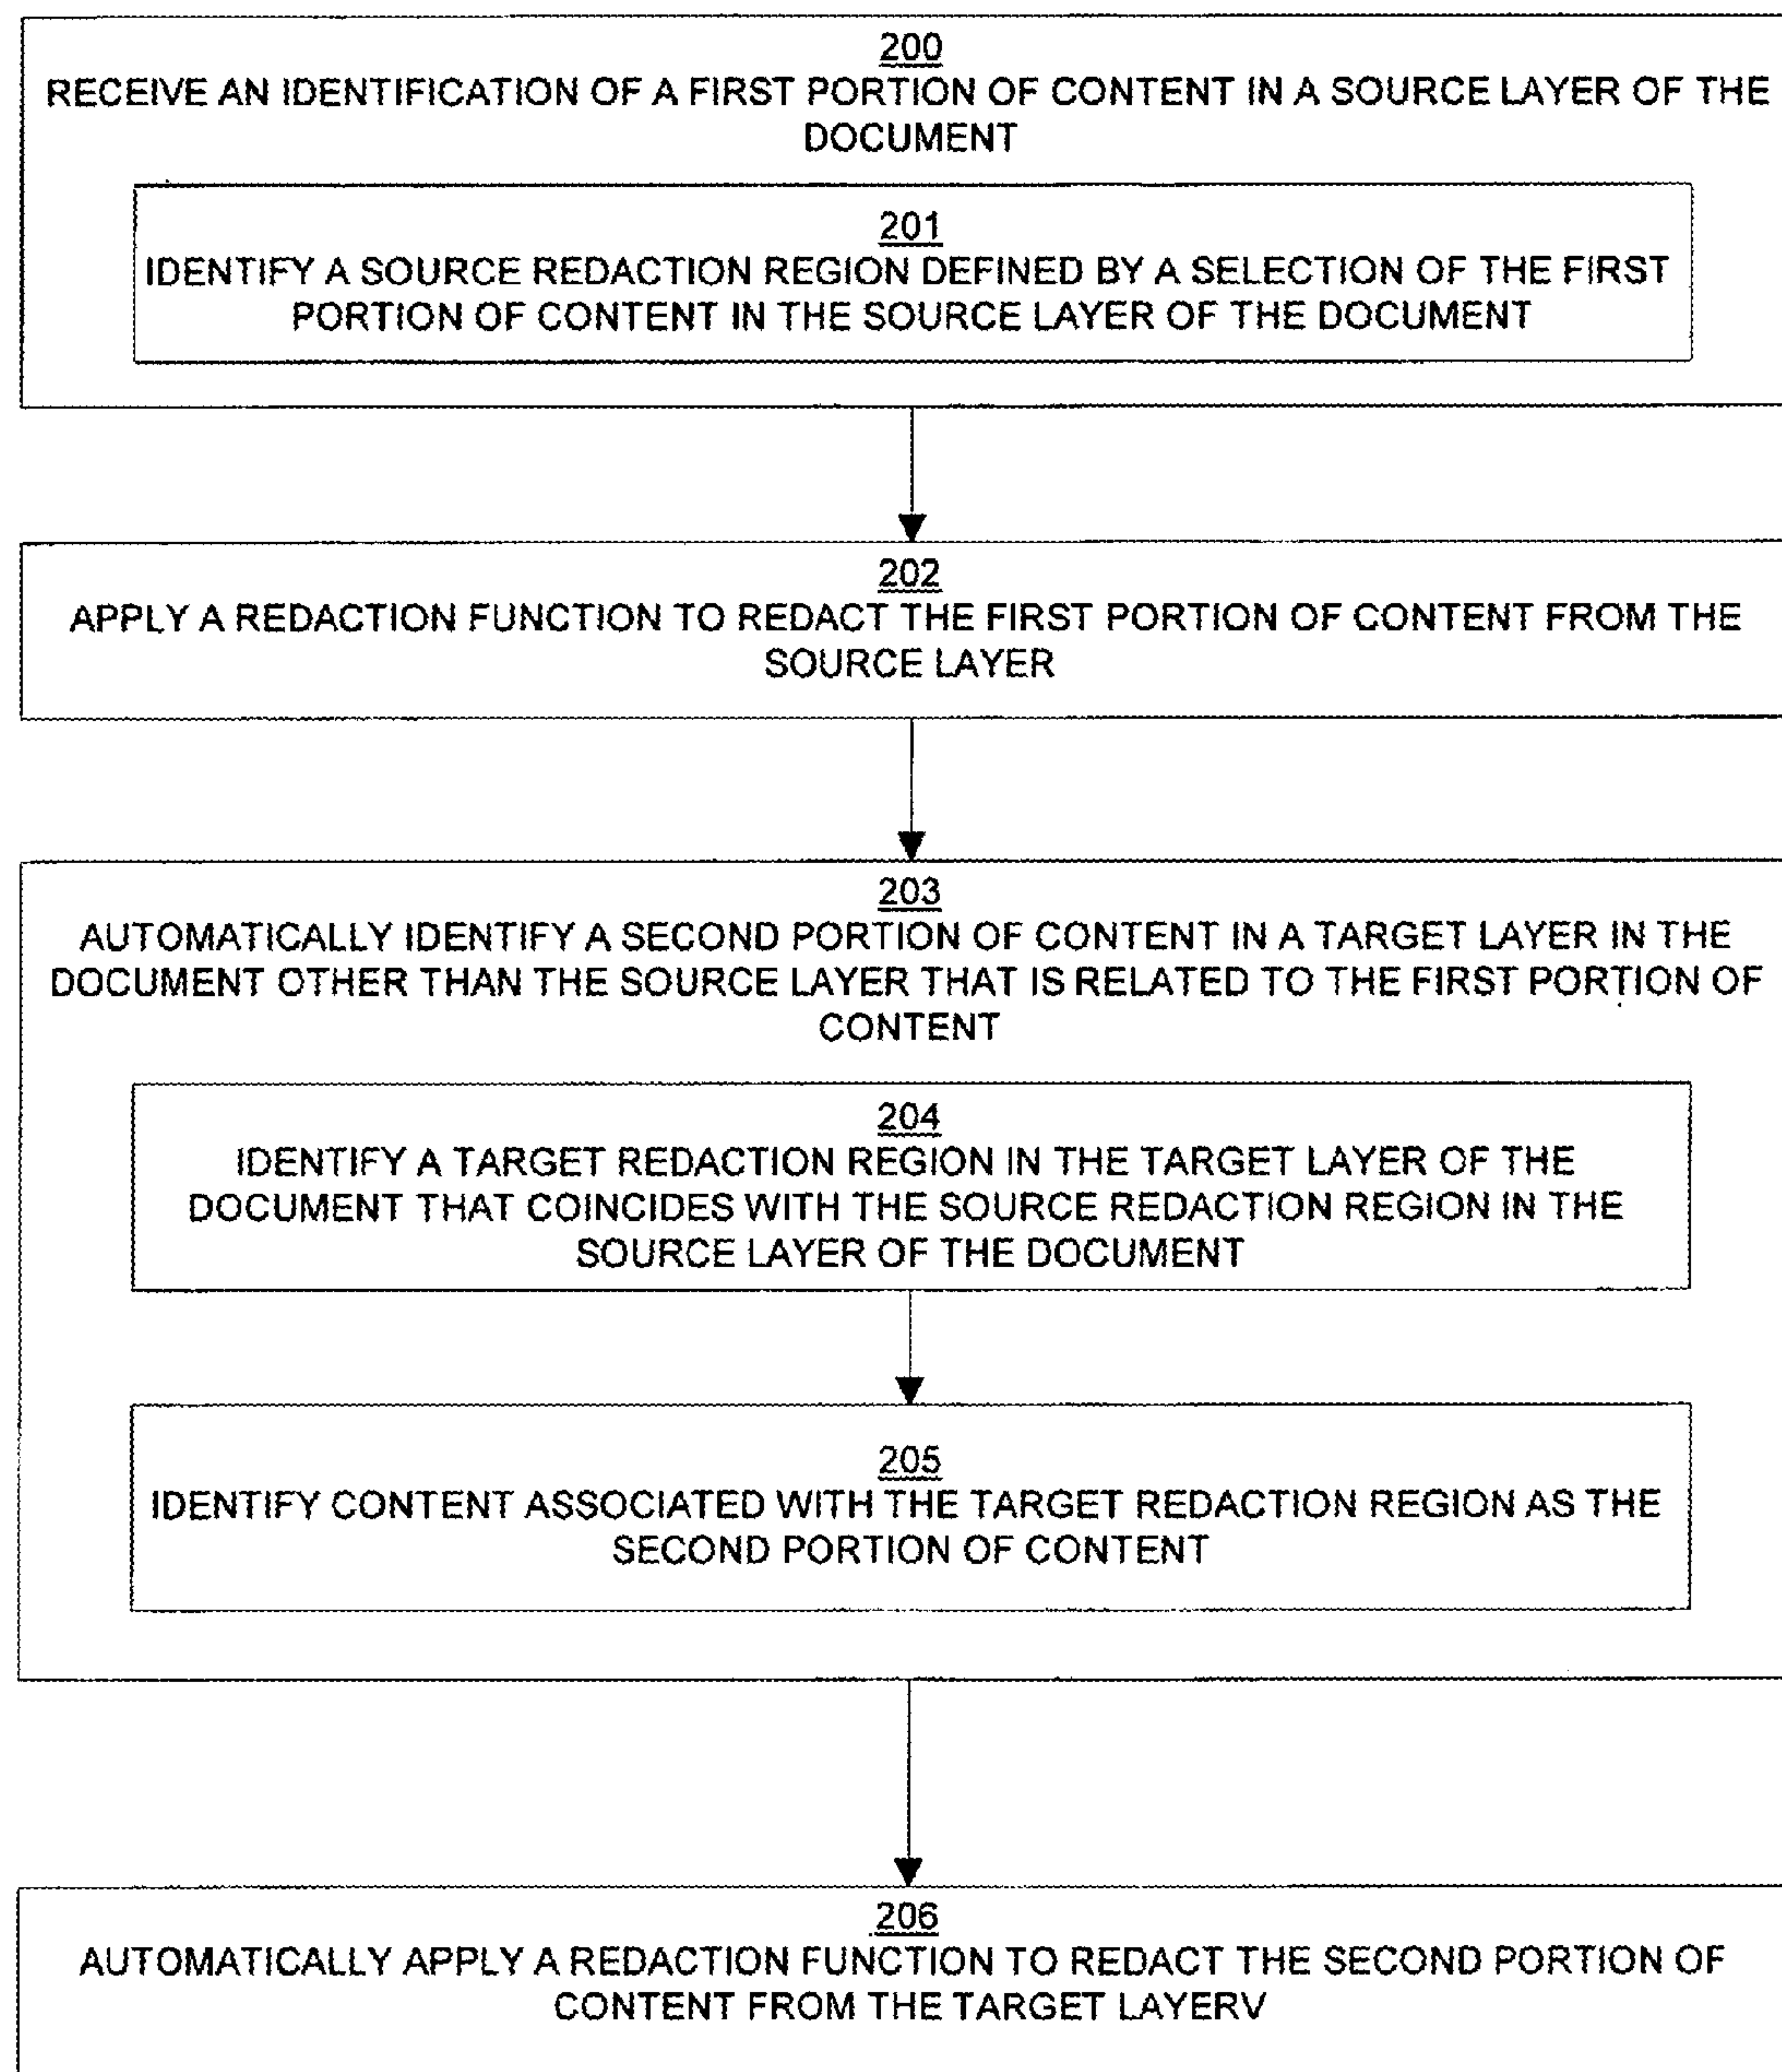 200
RECEIVE AN IDENTIFICATION OF A FIRST PORTION OF CONTENT IN A SOURCE LAYER OF THE
DOCUMENT
201
IDENTIFY A SOURCE REDACTION REGION DEFINED BY A SELECTION OF THE FIRST
PORTION OF CONTENT IN THE SOURCE LAYER OF THE DOCUMENT
202
APPLY A REDACTION FUNCTION TO REDACT THE FIRST PORTION OF CONTENT FROM THE
SOURCE LAYER
203
AUTOMATICALLY IDENTIFY A SECOND PORTION OF CONTENT IN A TARGET LAYER IN THE
DOCUMENT OTHER THAN THE SOURCE LAYER THAT IS RELATED TO THE FIRST PORTION OF
CONTENT
204
IDENTIFY A TARGET REDACTION REGION IN THE TARGET LAYER OF THE
DOCUMENT THAT COINCIDES WITH THE SOURCE REDACTION REGION IN THE
SOURCE LAYER OF THE DOCUMENT
205
IDENTIFY CONTENT ASSOCIATED WITH THE TARGET REDACTION REGION AS THE
SECOND PORTION OF CONTENT
206
AUTOMATICALLY APPLY A REDACTION FUNCTION TO REDACT THE SECOND PORTION OF
CONTENT FROM THE TARGET LAYERV